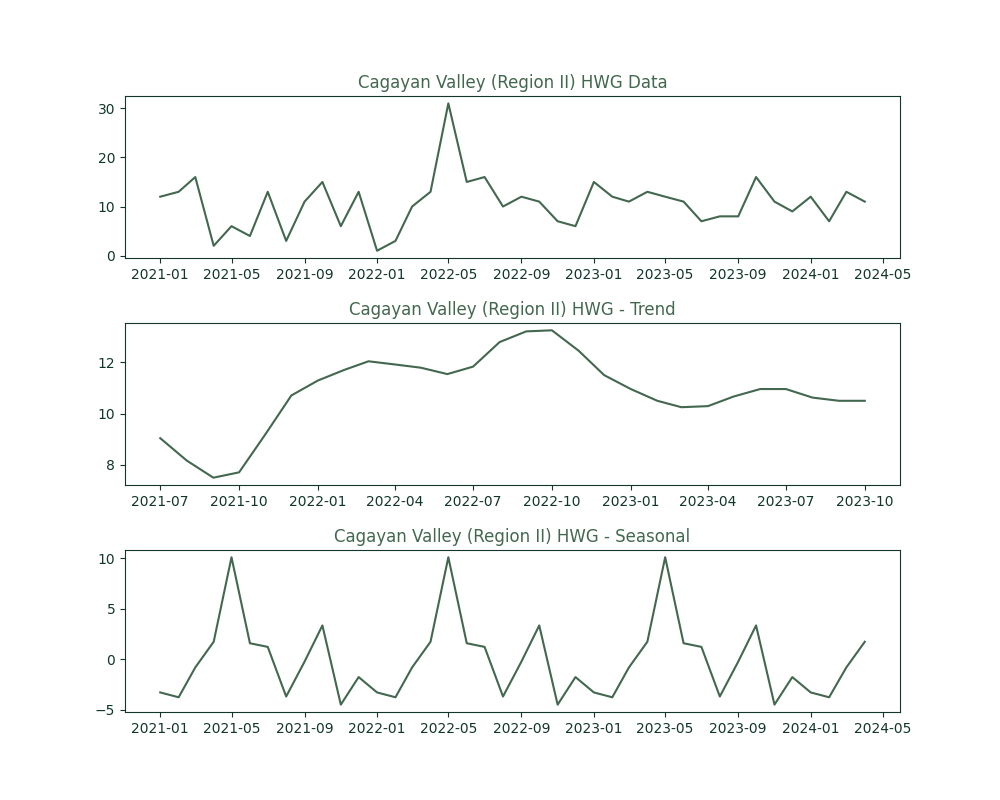 Cagayan Valley (Region II) HWG Data
30
20
10
0
2021-01 2021-05 2021-09 2022-01 2022-05 2022-09 2023-01 2023-05 2023-09 2024-01 2024-05
Cagayan Valley (Region II) HWG - Trend
12
10
8
2021-07 2021-10 2022-01 2022-04 2022-07 2022-10 2023-01 2023-04 2023-07 2023-10
Cagayan Valley (Region II) HWG - Seasonal
10
5
0
−5
2021-01 2021-05 2021-09 2022-01 2022-05 2022-09 2023-01 2023-05 2023-09 2024-01 2024-05